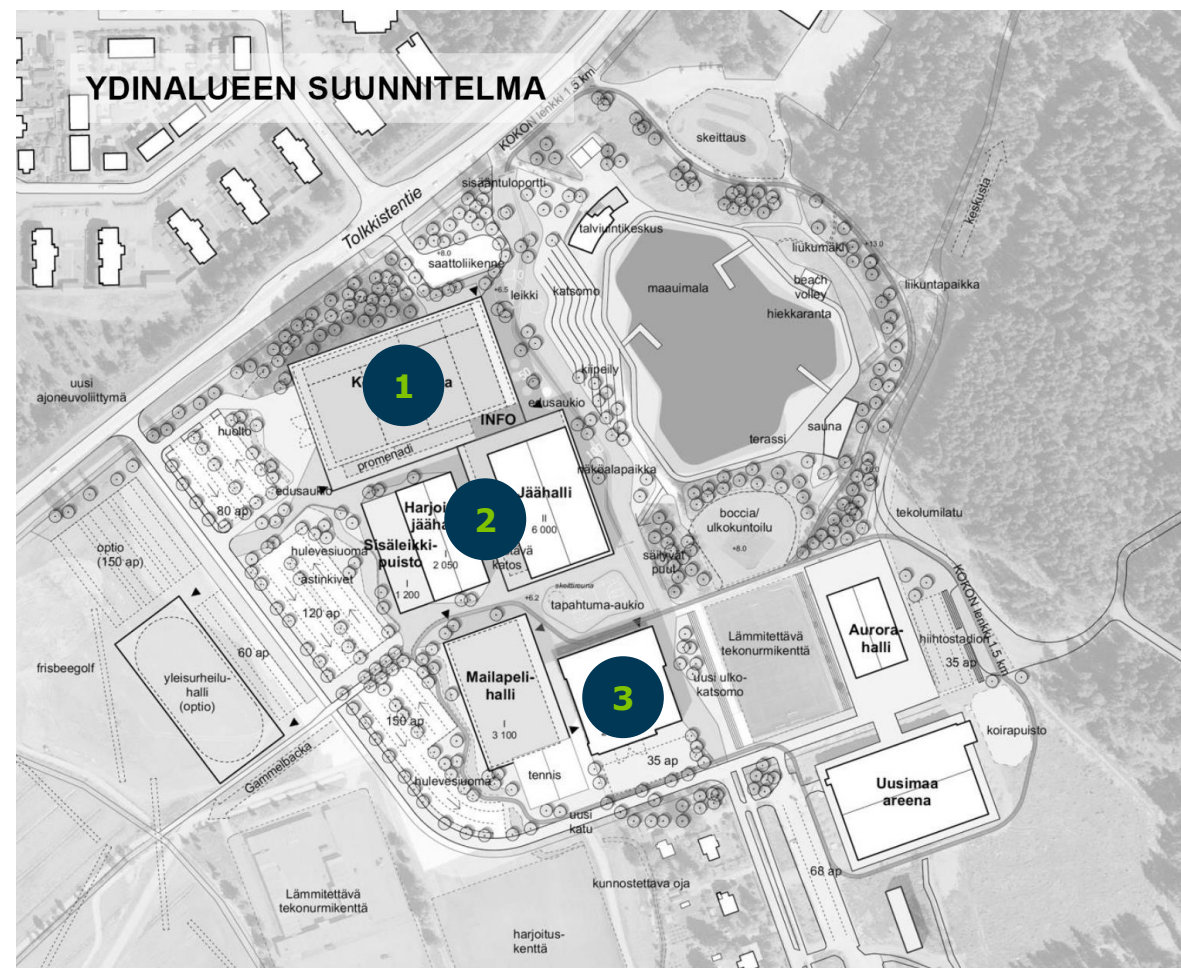 YDINALUEEN SUUNNITELMA
KOKON lenkki 1,5 km
skeittaus
sisääntuloportti
keskusta
Tolkkistentie
talviuintikeskus
+8.0
saattoliikenne
liukumäki
+13.0
+6.5
leikki
katsomo
maauimala
beach
volley
hiekkaranta
liikuntapaikka
uusi
ajoneuvoliittymä
1
kiipeily
edusaukio
INFO
huolto
promenadi
terassi
sauna
näköalapaikka
edusaukio
80 ap
2
Jäähalli
II
6 000
Sisäleikki-
puisto
I
2 050
I
1 200
katos
boccia/
ulkokuntoilu
+8.0
tekolumilatu
optio
(150 ap)
hulevesiuoma
astinkivet
120 ap
säilyvät
puut
skeittireuna
+6.2
tapahtuma-aukio
KOKON lenkki 1,5 km
Lämmitettävä
tekonurmikenttä
Aurora-
halli
hiihtostadion
35 ap
60 ap
frisbeegolf
yleisurheilu-
halli
(optio)
Mailapeli-
halli
I
3 100
3
uusi ulko-
katsomo
150 ap
koirapuisto
Gammelbacka
hulevesiuoma
tennis
35 ap
Uusimaa
areena
uusi
katu
68 ap
kunnostettava oja
Lämmitettävä
tekonurmikenttä
harjoitus-
kenttä